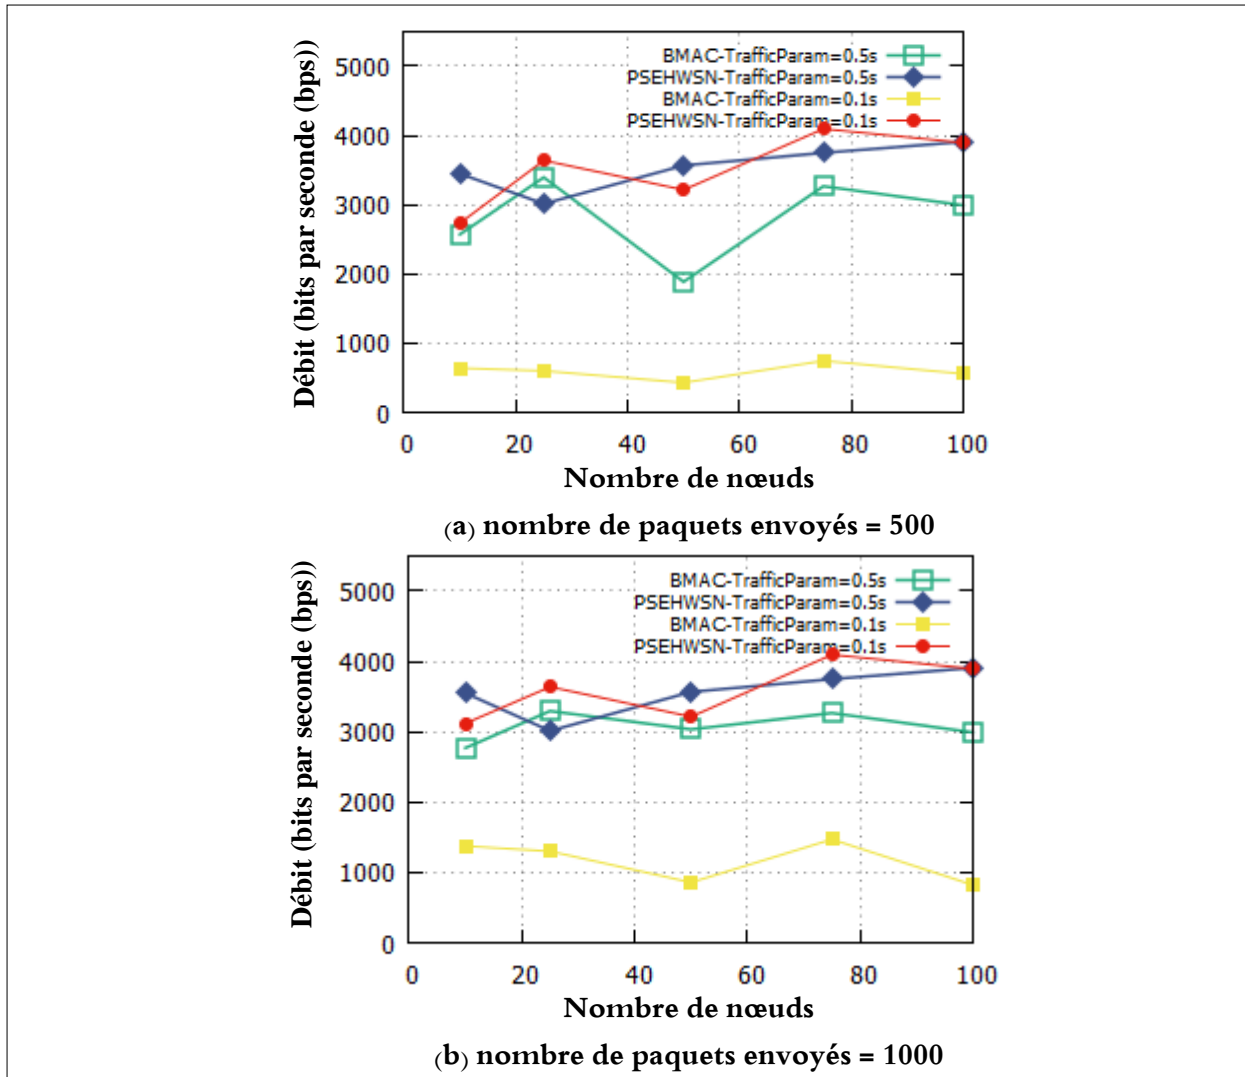 Débit (bits par seconde (bps))
BMAC-TrafficParam=0.5s
PSEHWSN-TrafficParam=0.5s
BMAC-TrafficParam=0.1s
PSEHWSN-TrafficParam=0.1s
5000
4000
3000
2000
1000
0
0 20 40 60 80 100
Nombre de nœuds
(a) nombre de paquets envoyés = 500
Débit (bits par seconde (bps))
BMAC-TrafficParam=0.5s
PSEHWSN-TrafficParam=0.5s
BMAC-TrafficParam=0.1s
PSEHWSN-TrafficParam=0.1s
5000
4000
3000
2000
1000
0
0 20 40 60 80 100
Nombre de nœuds
(b) nombre de paquets envoyés = 1000